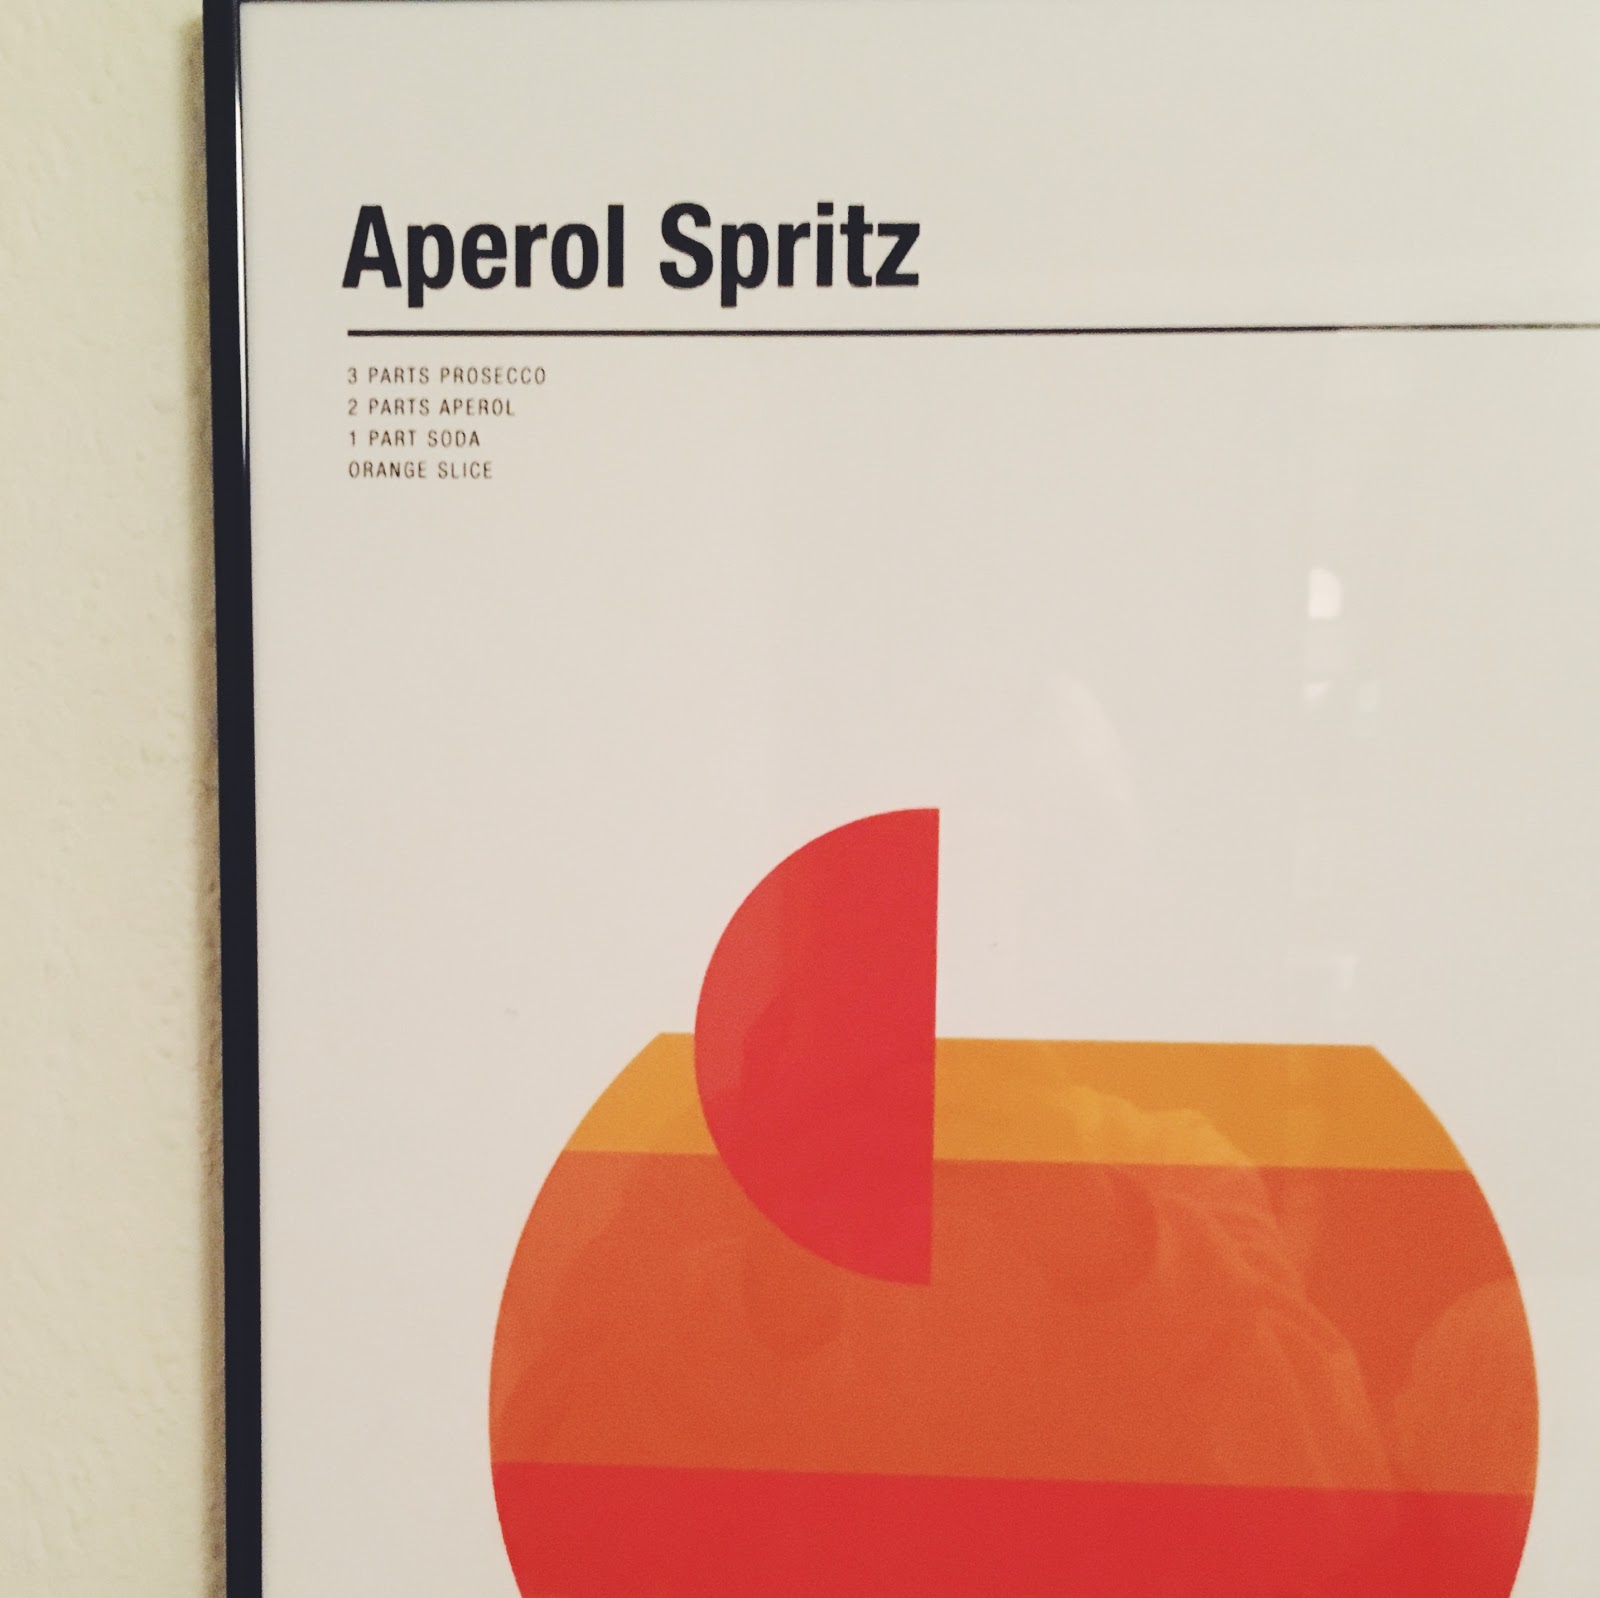 Aperol Spritz
3 PARTS PROSECCO
2 PARTS APEROL
1 PART SODA
ORANGE SLICE